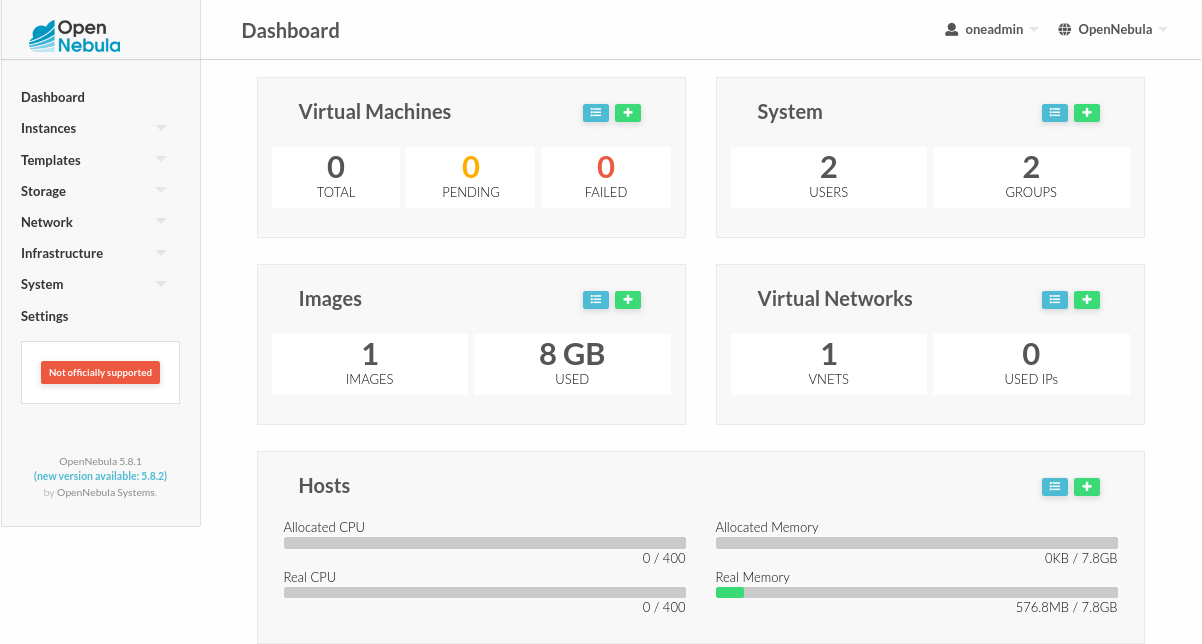 Open
Nebula
Dashboard
oneadmin
OpenNebula
Dashboard
Instances
Templates
Storage
Network
Infrastructure
System
Settings
Not officially supported
OpenNebula 5.8.1
(new version available: 5.8.2)
by OpenNebula Systems.
Virtual Machines
0
TOTAL
0
PENDING
0
FAILED
System
2
USERS
2
GROUPS
Images
1
IMAGES
8 GB
USED
Virtual Networks
1
VNETS
0
USED IPs
Hosts
Allocated CPU
0 / 400
Real CPU
0 / 400
Allocated Memory
0KB / 7.8GB
Real Memory
576.8MB / 7.8GB